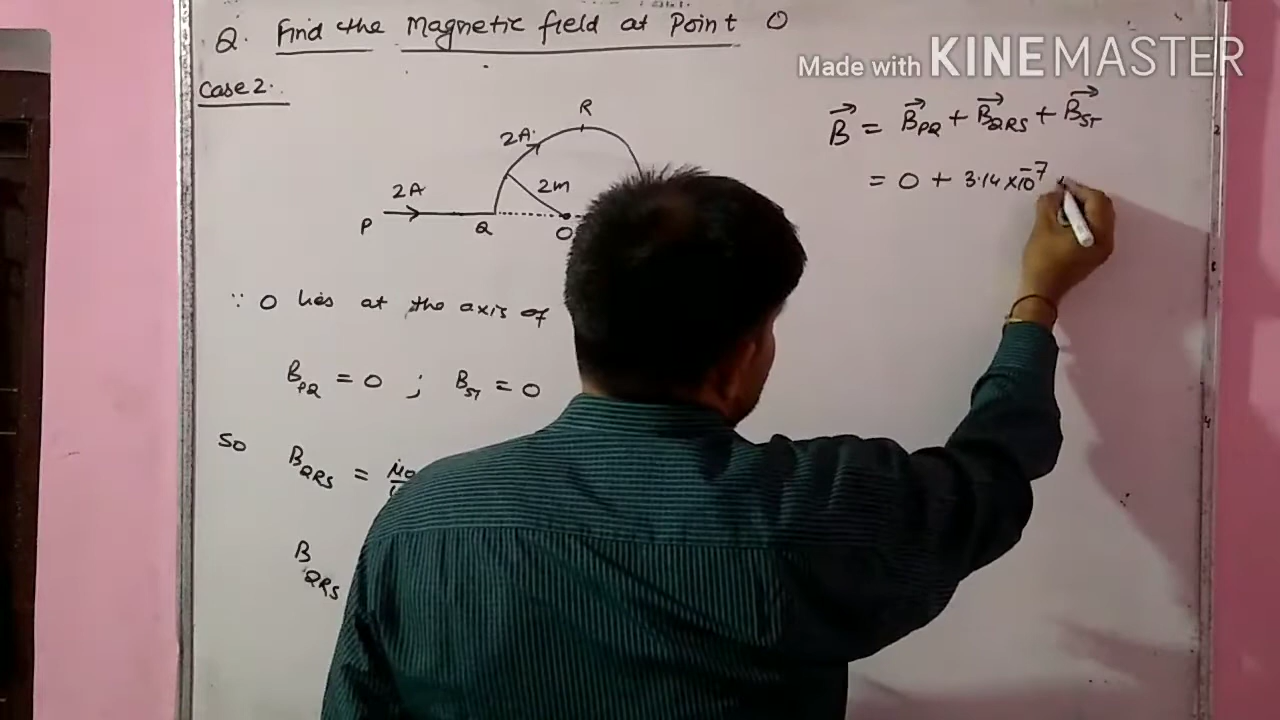 Q. Find the Magnetic field at Point O
Made with KINEMASTER
Case 2.
R
2A
2m
2A
P
Q
O
∵ O lies at the axis of
B_PQ = 0 ; B_ST = 0
So B_QRS = μ₀
B_QRS
B⃗ = B⃗_PQ + B⃗_QRS + B⃗_ST
= 0 + 3.14 × 10⁻⁷